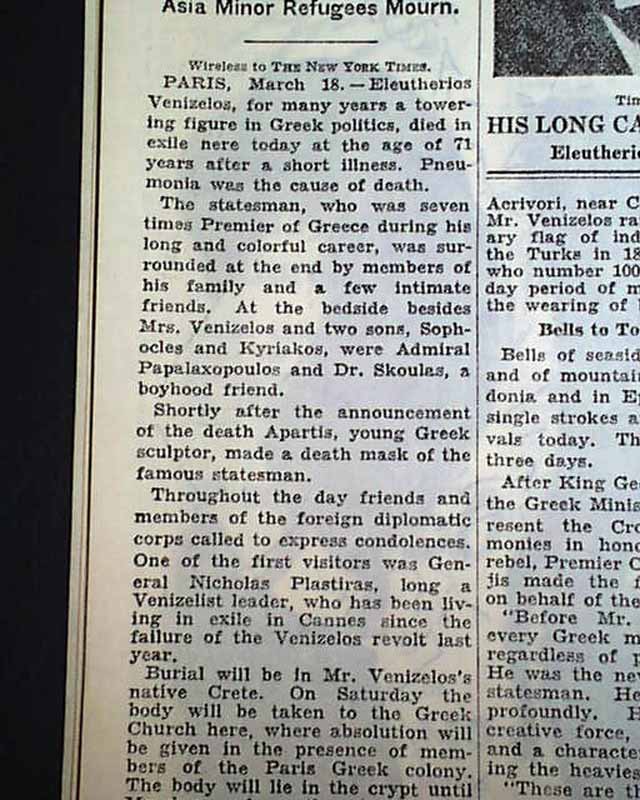 Asia Minor Refugees Mourn.
Wireless to THE NEW YORK TIMES.
PARIS, March 18.—Eleutherios
Venizelos, for many years a tower-
ing figure in Greek politics, died in
exile here today at the age of 71
years after a short illness. Pneu-
monia was the cause of death.
The statesman, who was seven
times Premier of Greece during his
long and colorful career, was sur-
rounded at the end by members of
his family and a few intimate
friends. At the bedside besides
Mrs. Venizelos and two sons, Soph-
ocles and Kyriakos, were Admiral
Papalaxopoulos and Dr. Skoulas, a
boyhood friend.
Shortly after the announcement
of the death Apartis, young Greek
sculptor, made a death mask of the
famous statesman.
Throughout the day friends and
members of the foreign diplomatic
corps called to express condolences.
One of the first visitors was Gen-
eral Nicholas Plastiras, long a
Venizelist leader, who has been liv-
ing in exile in Cannes since the
failure of the Venizelos revolt last
year.
Burial will be in Mr. Venizelos's
native Crete. On Saturday the
body will be taken to the Greek
Church here, where absolution will
be given in the presence of mem-
bers of the Paris Greek colony.
The body will lie in the crypt until
Tim
HIS LONG CA
Eleutheri
Acrivori, near C
Mr. Venizelos ra
ary flag of ind
the Turks in 18
who number 100
day period of m
the wearing of
Bells to To
Bells of seasid
and of mountain
donia and in Ep
single strokes a
vals today. Th
three days.
After King Ge
the Greek Minis
resent the Cro
monies in hono
rebel, Premier C
jis made the f
on behalf of the
"Before Mr.
every Greek m
regardless of p
He was the nev
statesman. He
profoundly. H
creative force,
and a characte
ing the heavies
"These are t